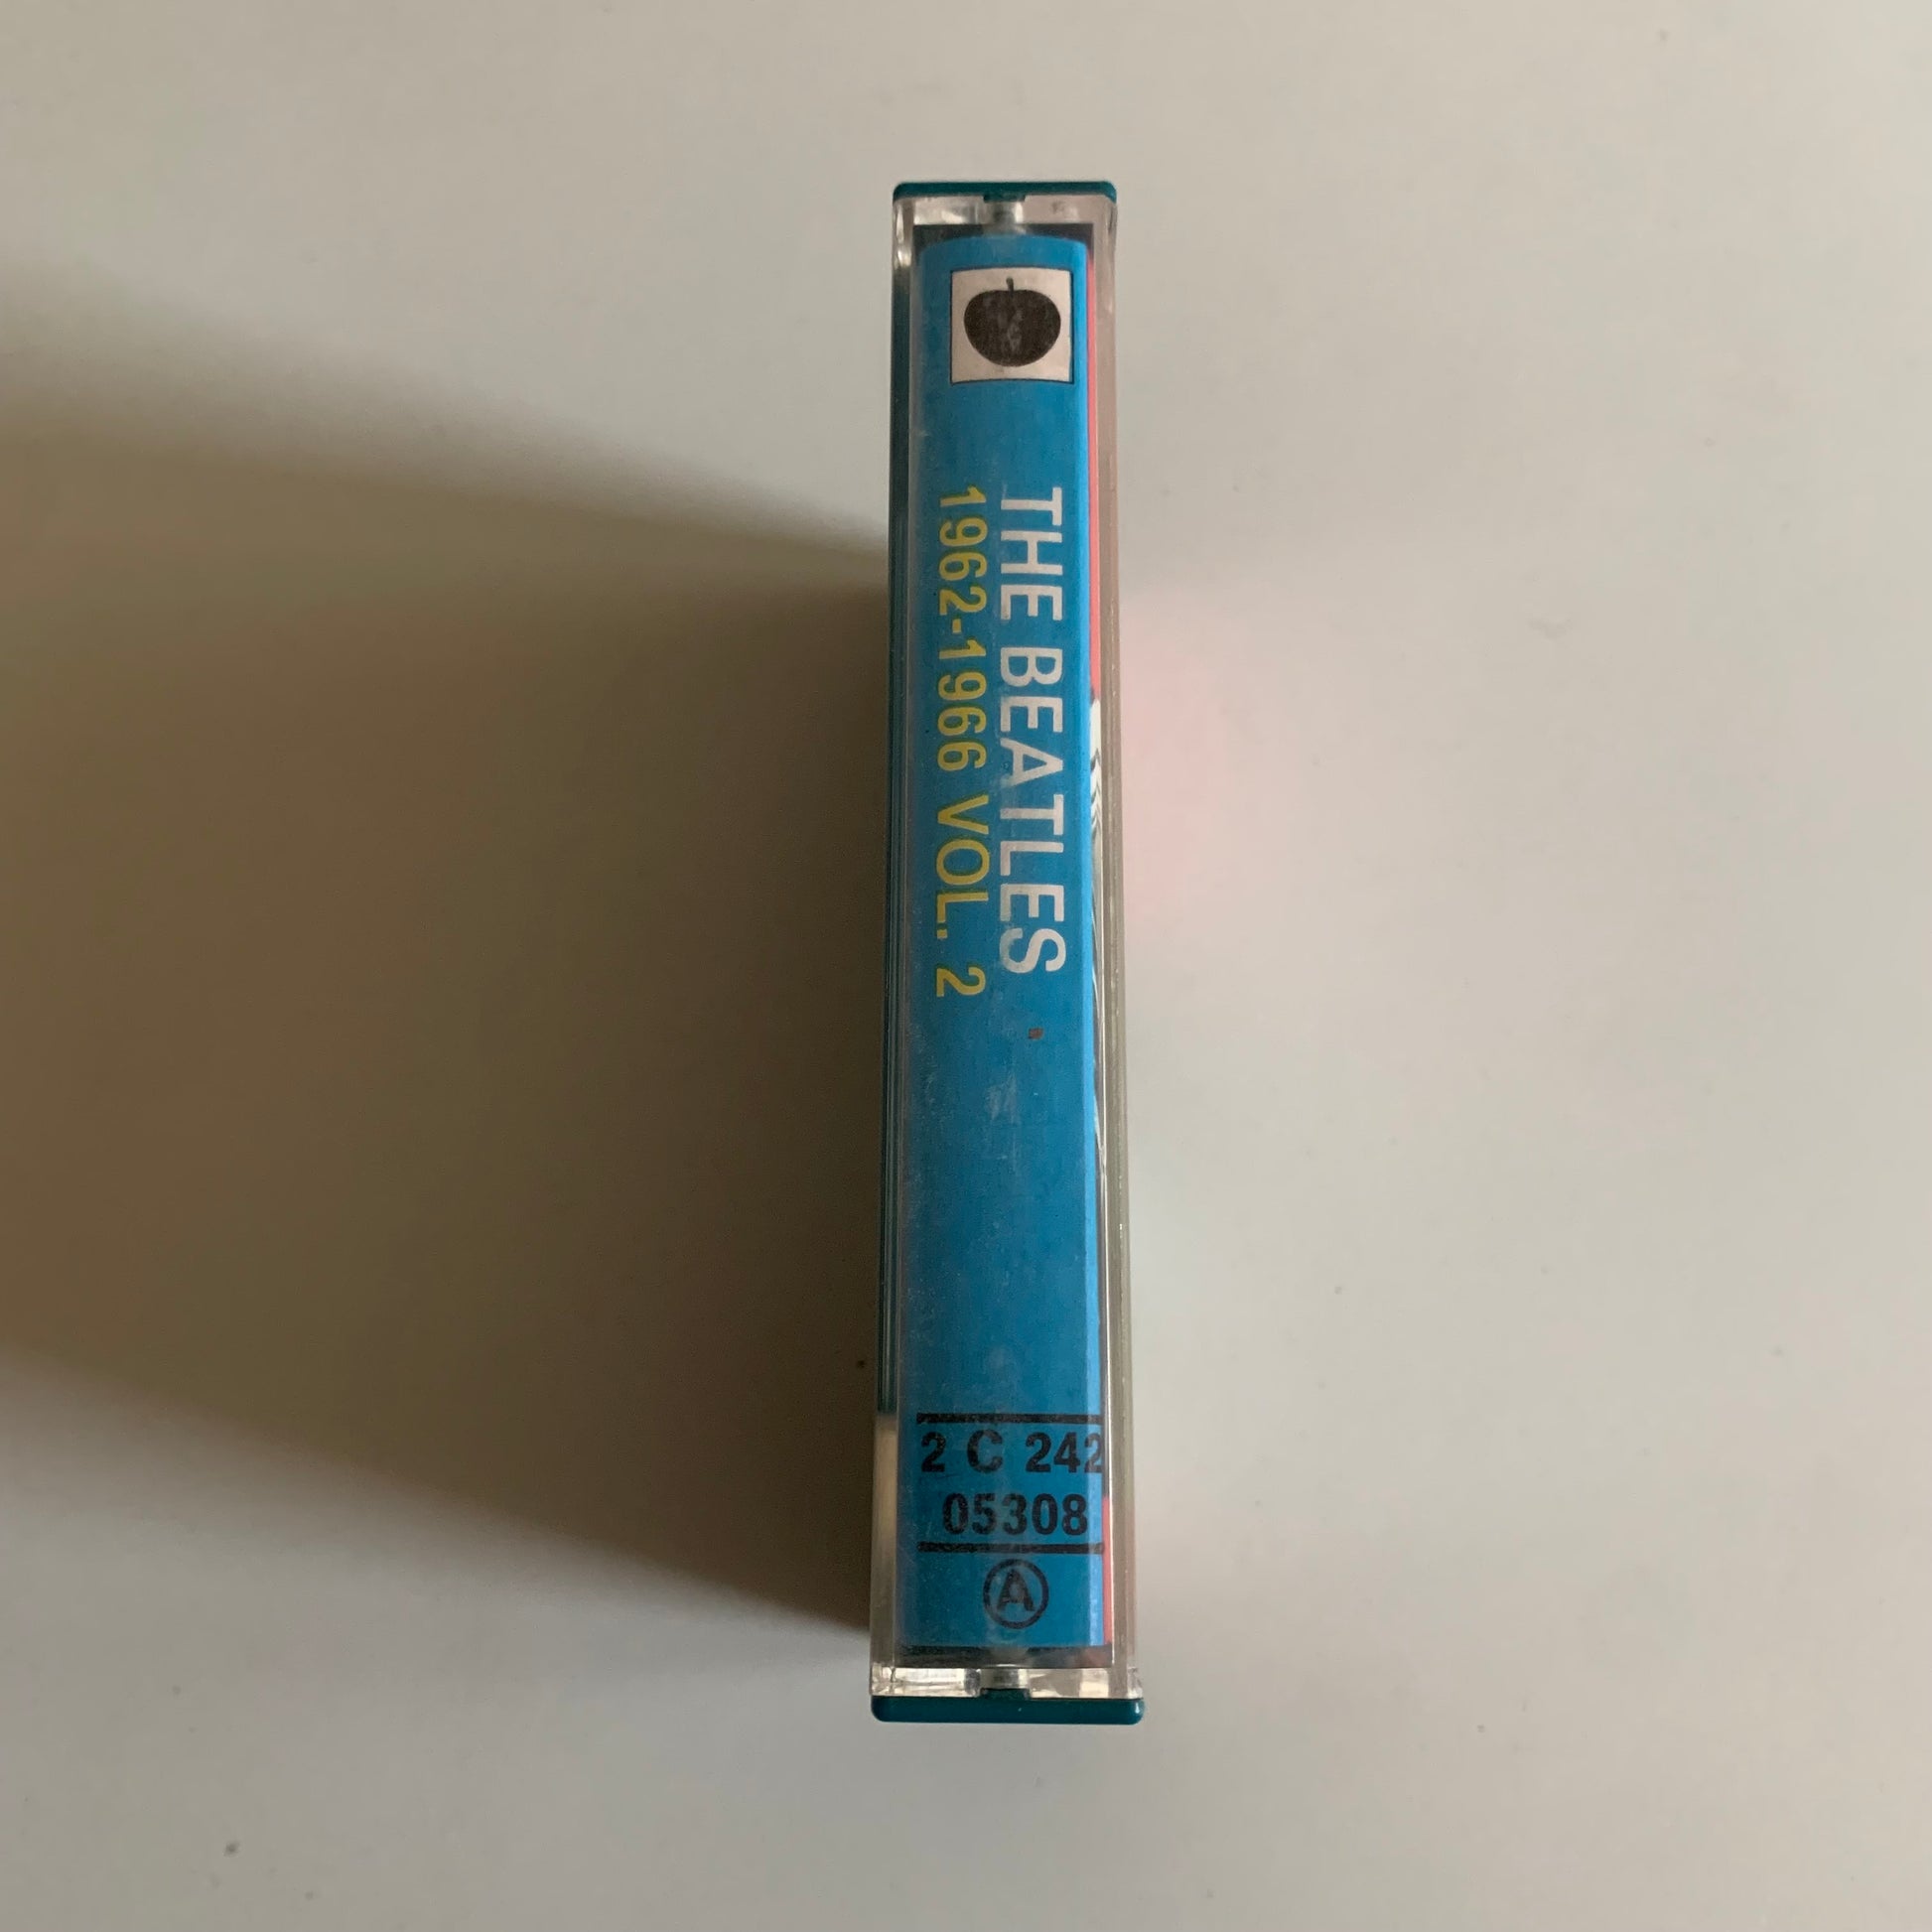 THE BEATLES
1962-1966 VOL. 2
2 C 242
05308
A